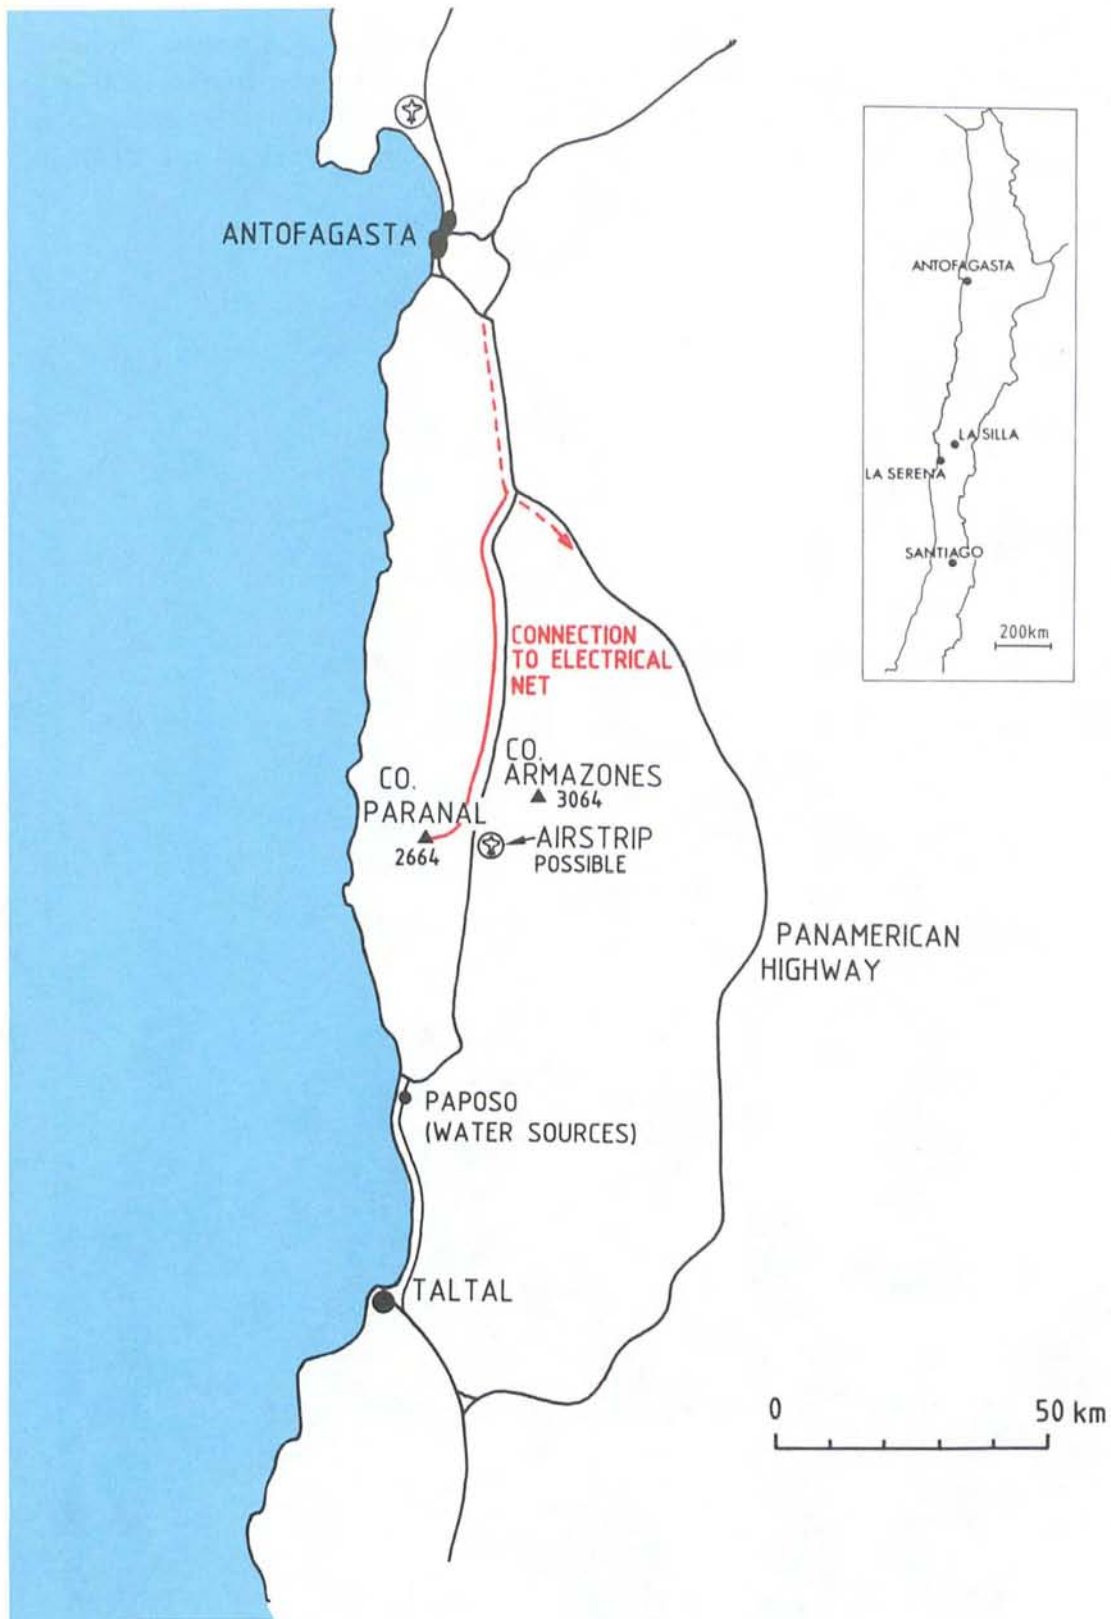 ANTOFAGASTA
ANTOFAGASTA
LA SILLA
LA SERENA
SANTIAGO
200km
CONNECTION
TO ELECTRICAL
NET
CO.
ARMAZONES
3064
CO.
PARANAL
2664
AIRSTRIP
POSSIBLE
PANAMERICAN
HIGHWAY
PAPOSO
(WATER SOURCES)
TALTAL
0 50 km